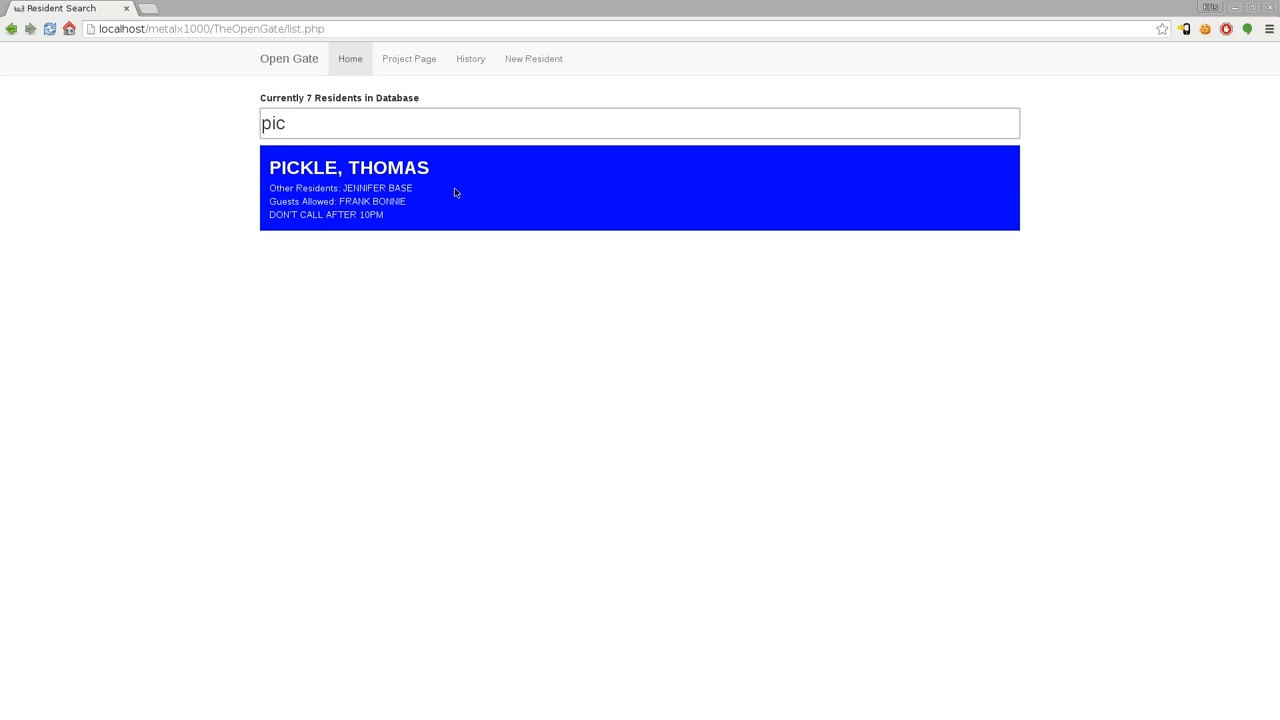 Resident Search
Kris
localhost/metalx1000/TheOpenGate/list.php
Open Gate Home Project Page History New Resident
Currently 7 Residents in Database
pic
PICKLE, THOMAS
Other Residents: JENNIFER BASE
Guests Allowed: FRANK BONNIE
DON'T CALL AFTER 10PM